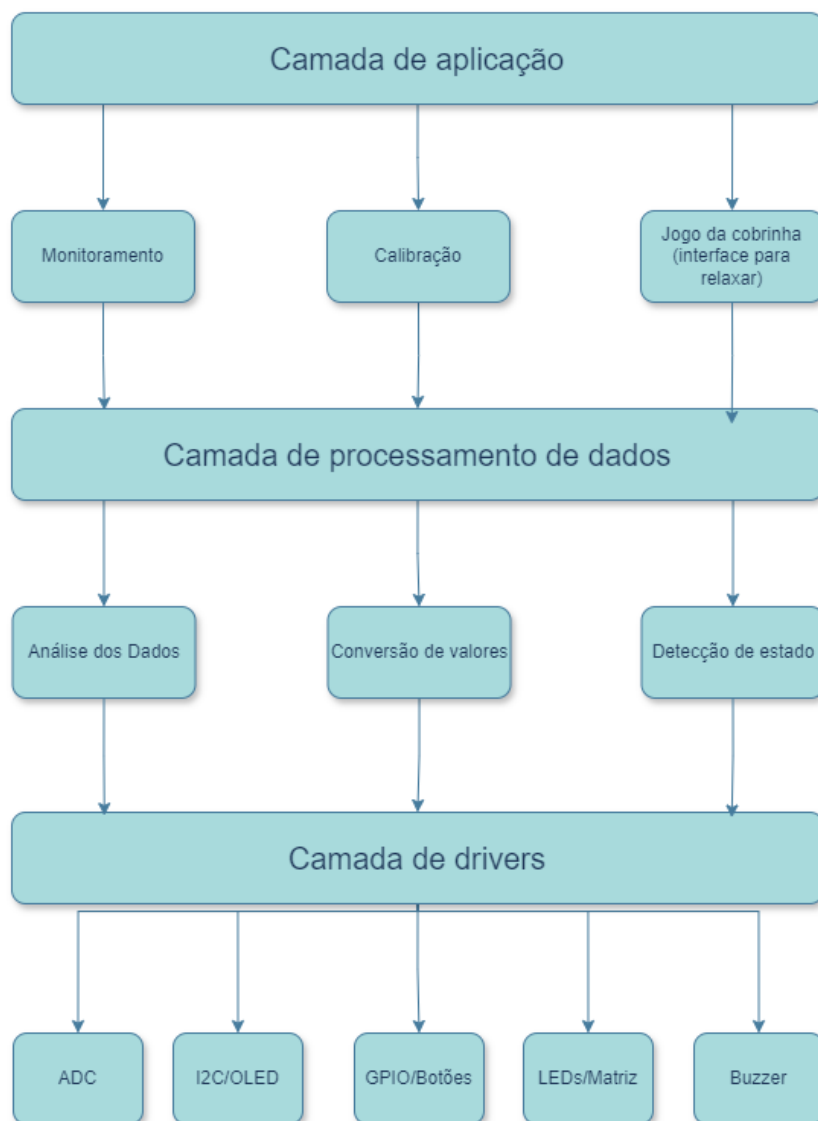 Camada de aplicação
Monitoramento
Calibração
Jogo da cobrinha
(interface para
relaxar)
Camada de processamento de dados
Análise dos Dados
Conversão de valores
Detecção de estado
Camada de drivers
ADC
I2C/OLED
GPIO/Botões
LEDs/Matriz
Buzzer